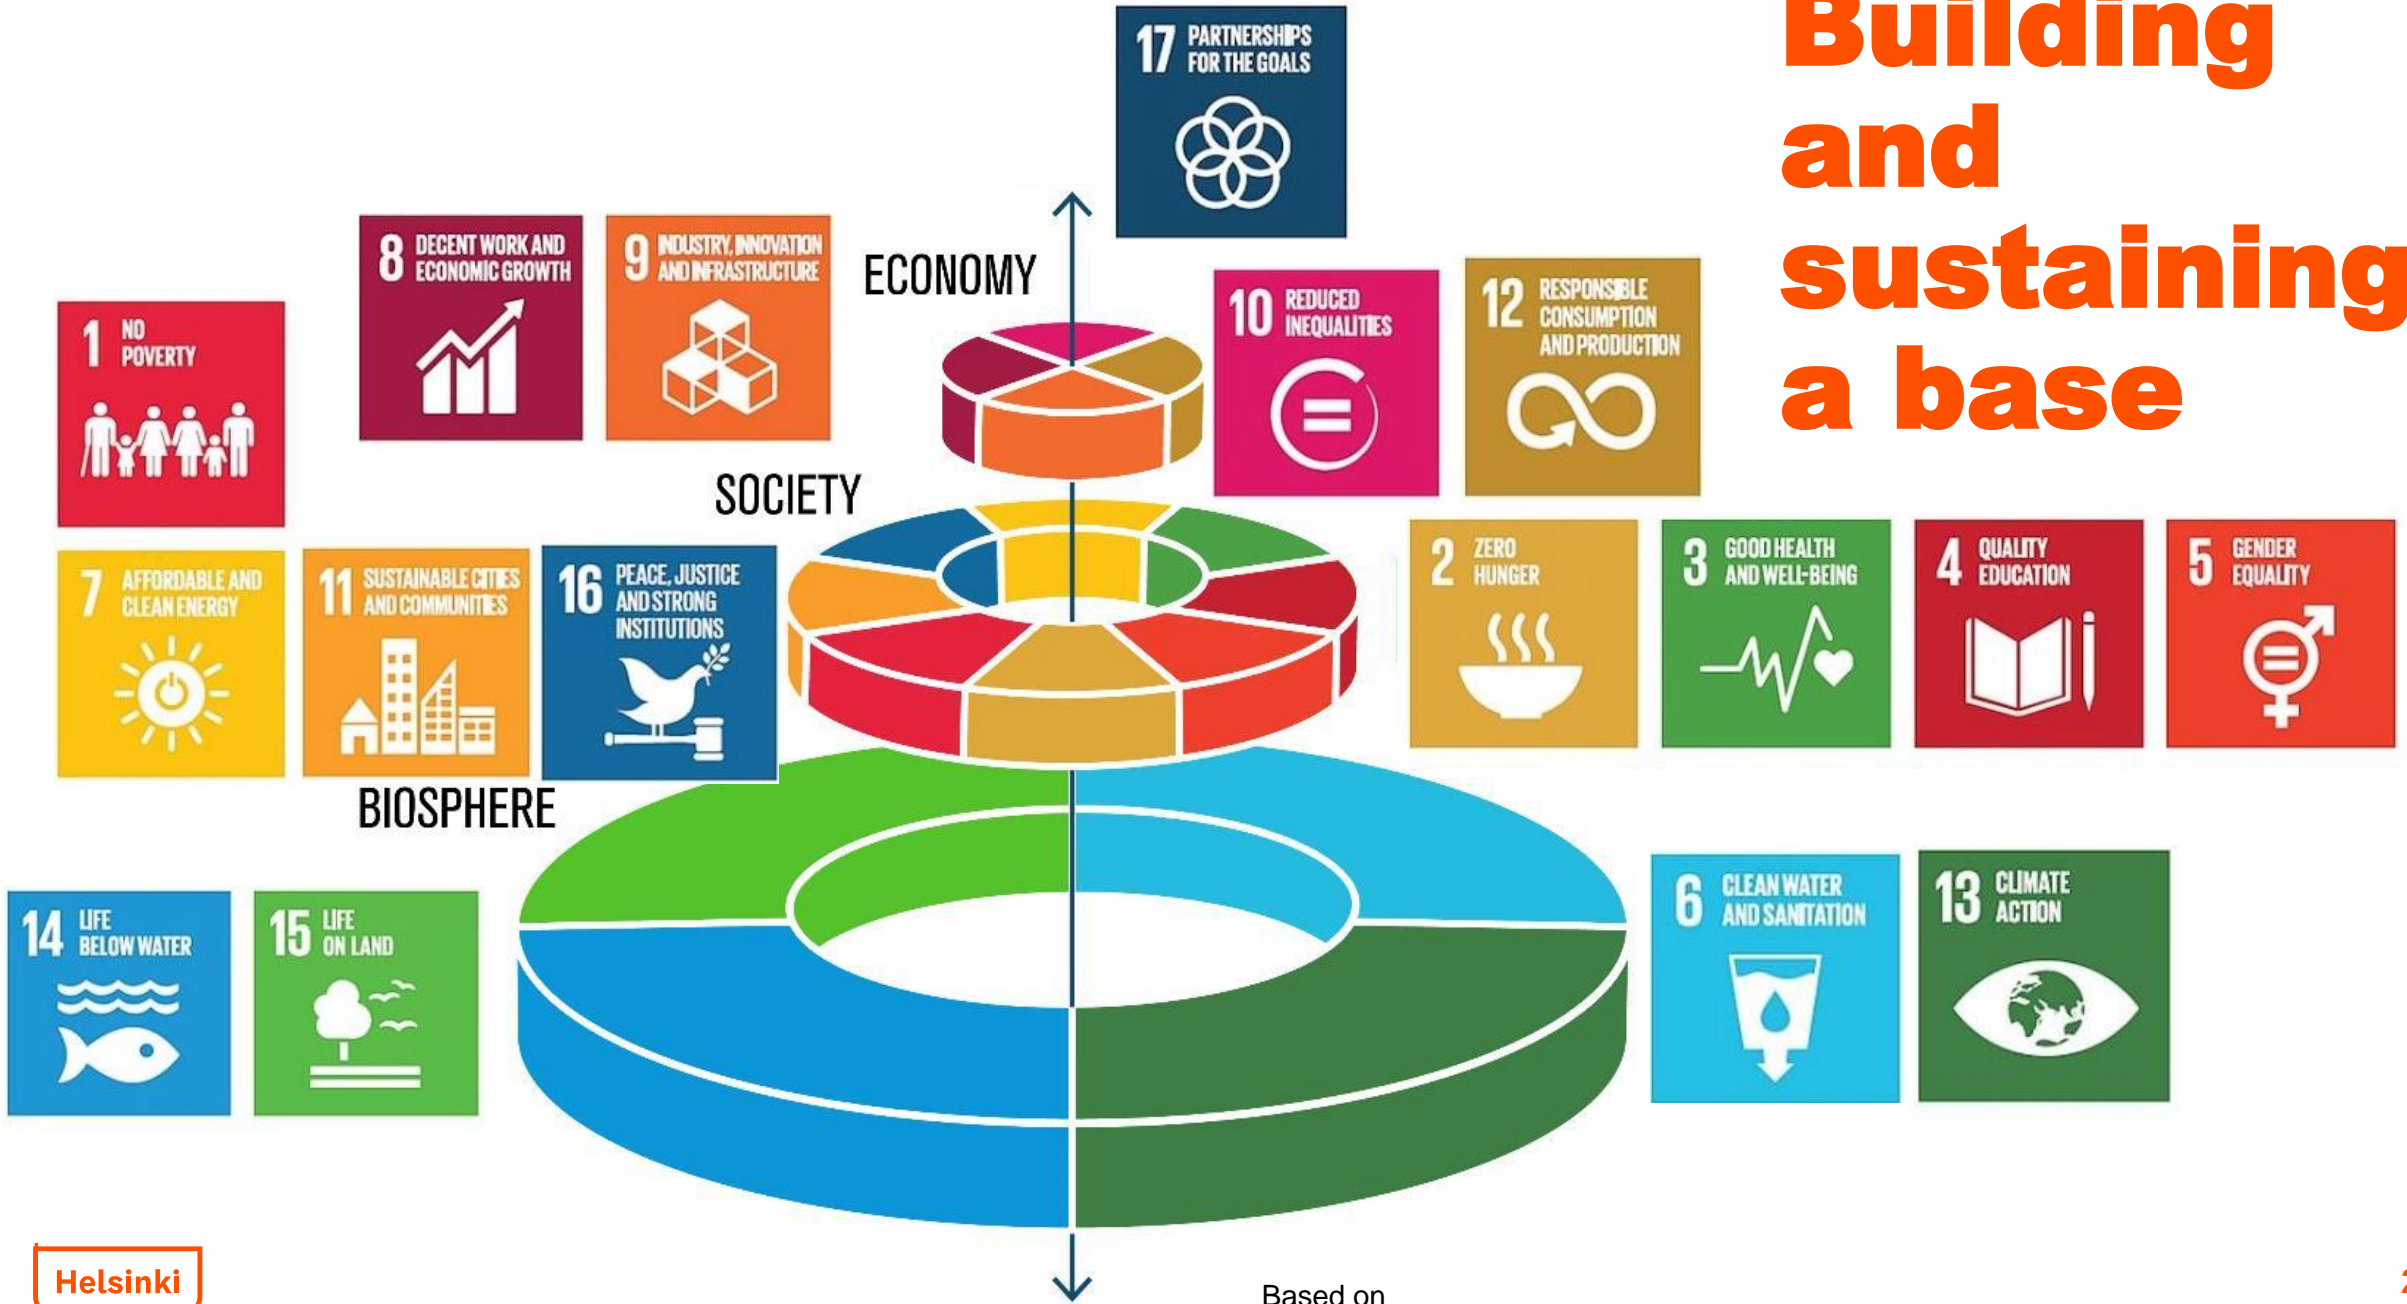 Building
and
sustaining
a base
17 PARTNERSHIPS
FOR THE GOALS
8 DECENT WORK AND
ECONOMIC GROWTH
9 INDUSTRY, INNOVATION
AND INFRASTRUCTURE
ECONOMY
10 REDUCED
INEQUALITIES
12 RESPONSIBLE
CONSUMPTION
AND PRODUCTION
1 NO
POVERTY
SOCIETY
7 AFFORDABLE AND
CLEAN ENERGY
11 SUSTAINABLE CITIES
AND COMMUNITIES
16 PEACE, JUSTICE
AND STRONG
INSTITUTIONS
2 ZERO
HUNGER
3 GOOD HEALTH
AND WELL-BEING
4 QUALITY
EDUCATION
5 GENDER
EQUALITY
BIOSPHERE
14 LIFE
BELOW WATER
15 LIFE
ON LAND
6 CLEAN WATER
AND SANITATION
13 CLIMATE
ACTION
Helsinki
Based on